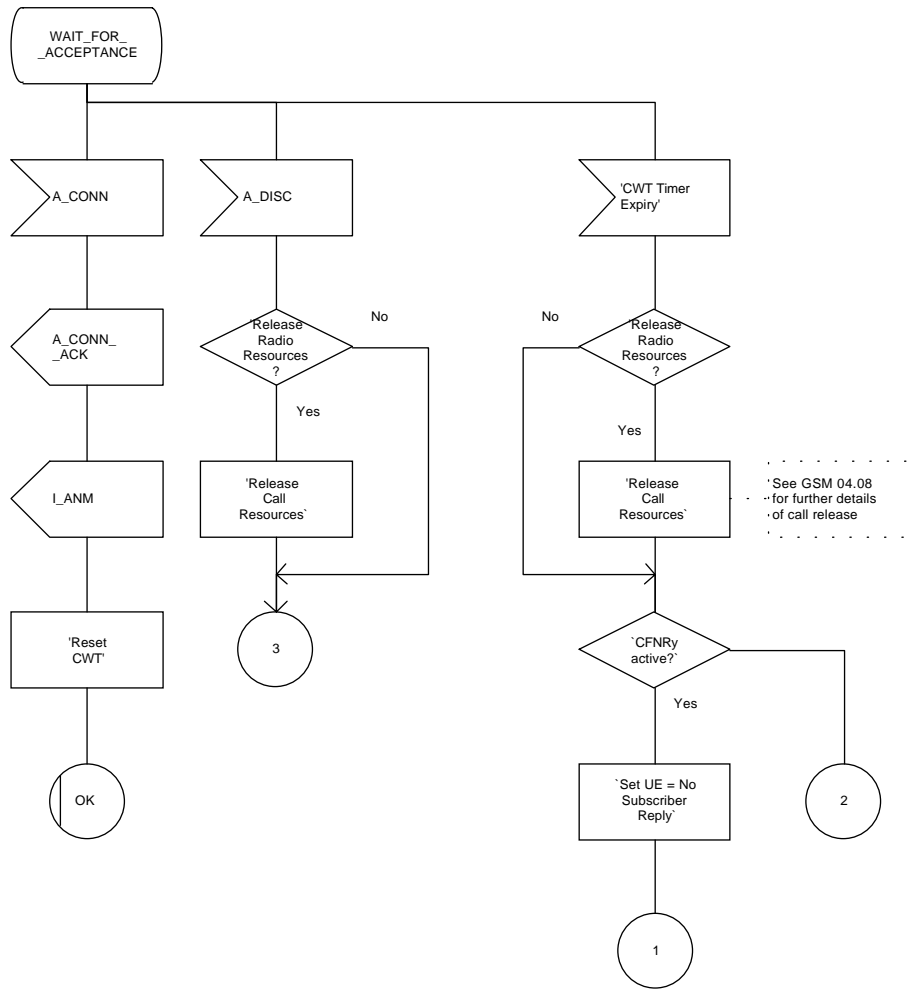 WAIT_FOR_
_ACCEPTANCE
A_CONN
A_DISC
'CWT Timer
Expiry'
A_CONN_
_ACK
'Release
Radio
Resources
?
No
Yes
No
'Release
Radio
Resources
?
Yes
I_ANM
'Release
Call
Resources`
'Release
Call
Resources`
See GSM 04.08
for further details
of call release
'Reset
CWT'
3
`CFNRy
active?`
Yes
OK
`Set UE = No
Subscriber
Reply`
2
1